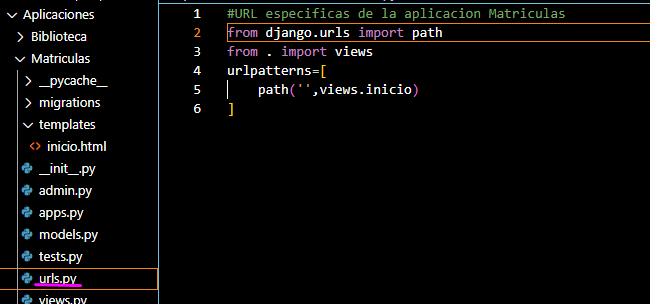 Aplicaciones
Biblioteca
Matriculas
__pycache__
migrations
templates
<> inicio.html
__init__.py
admin.py
apps.py
models.py
tests.py
urls.py
views.py
1 #URL especificas de la aplicacion Matriculas
2 from django.urls import path
3 from . import views
4 urlpatterns=[
5 path('',views.inicio)
6 ]